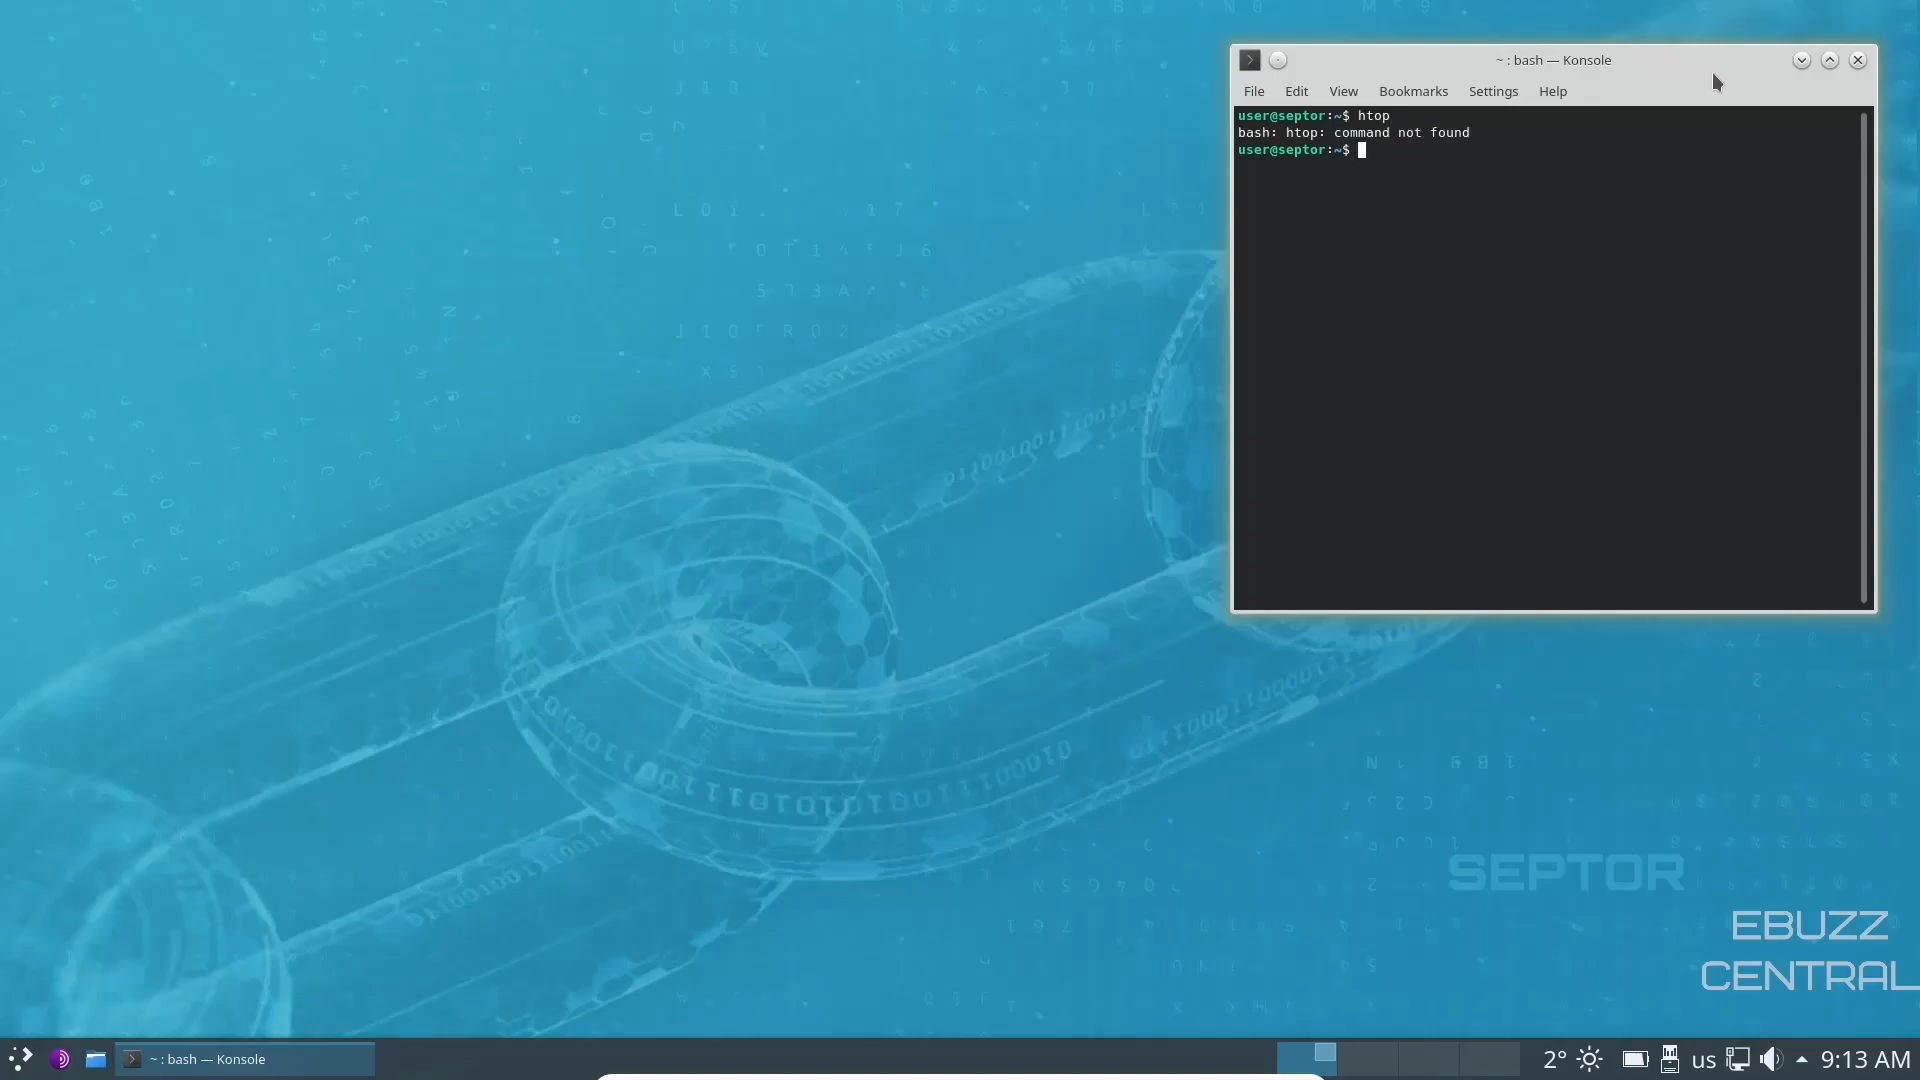 ~ : bash — Konsole
File Edit View Bookmarks Settings Help
user@septor:~$ htop
bash: htop: command not found
user@septor:~$
SEPTOR
EBUZZ
CENTRAL
~ : bash — Konsole
2° us 9:13 AM